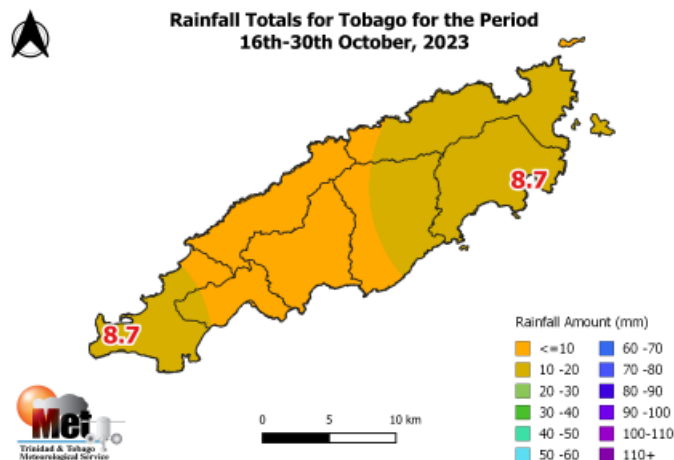 Rainfall Totals for Tobago for the Period
16th-30th October, 2023
8.7
8.7
Rainfall Amount (mm)
<=10
10 -20
20 -30
30 -40
40 -50
50 -60
60 -70
70 -80
80 -90
90 -100
100-110
110+
0 5 10 km
Met
Trinidad & Tobago
Meteorological Service